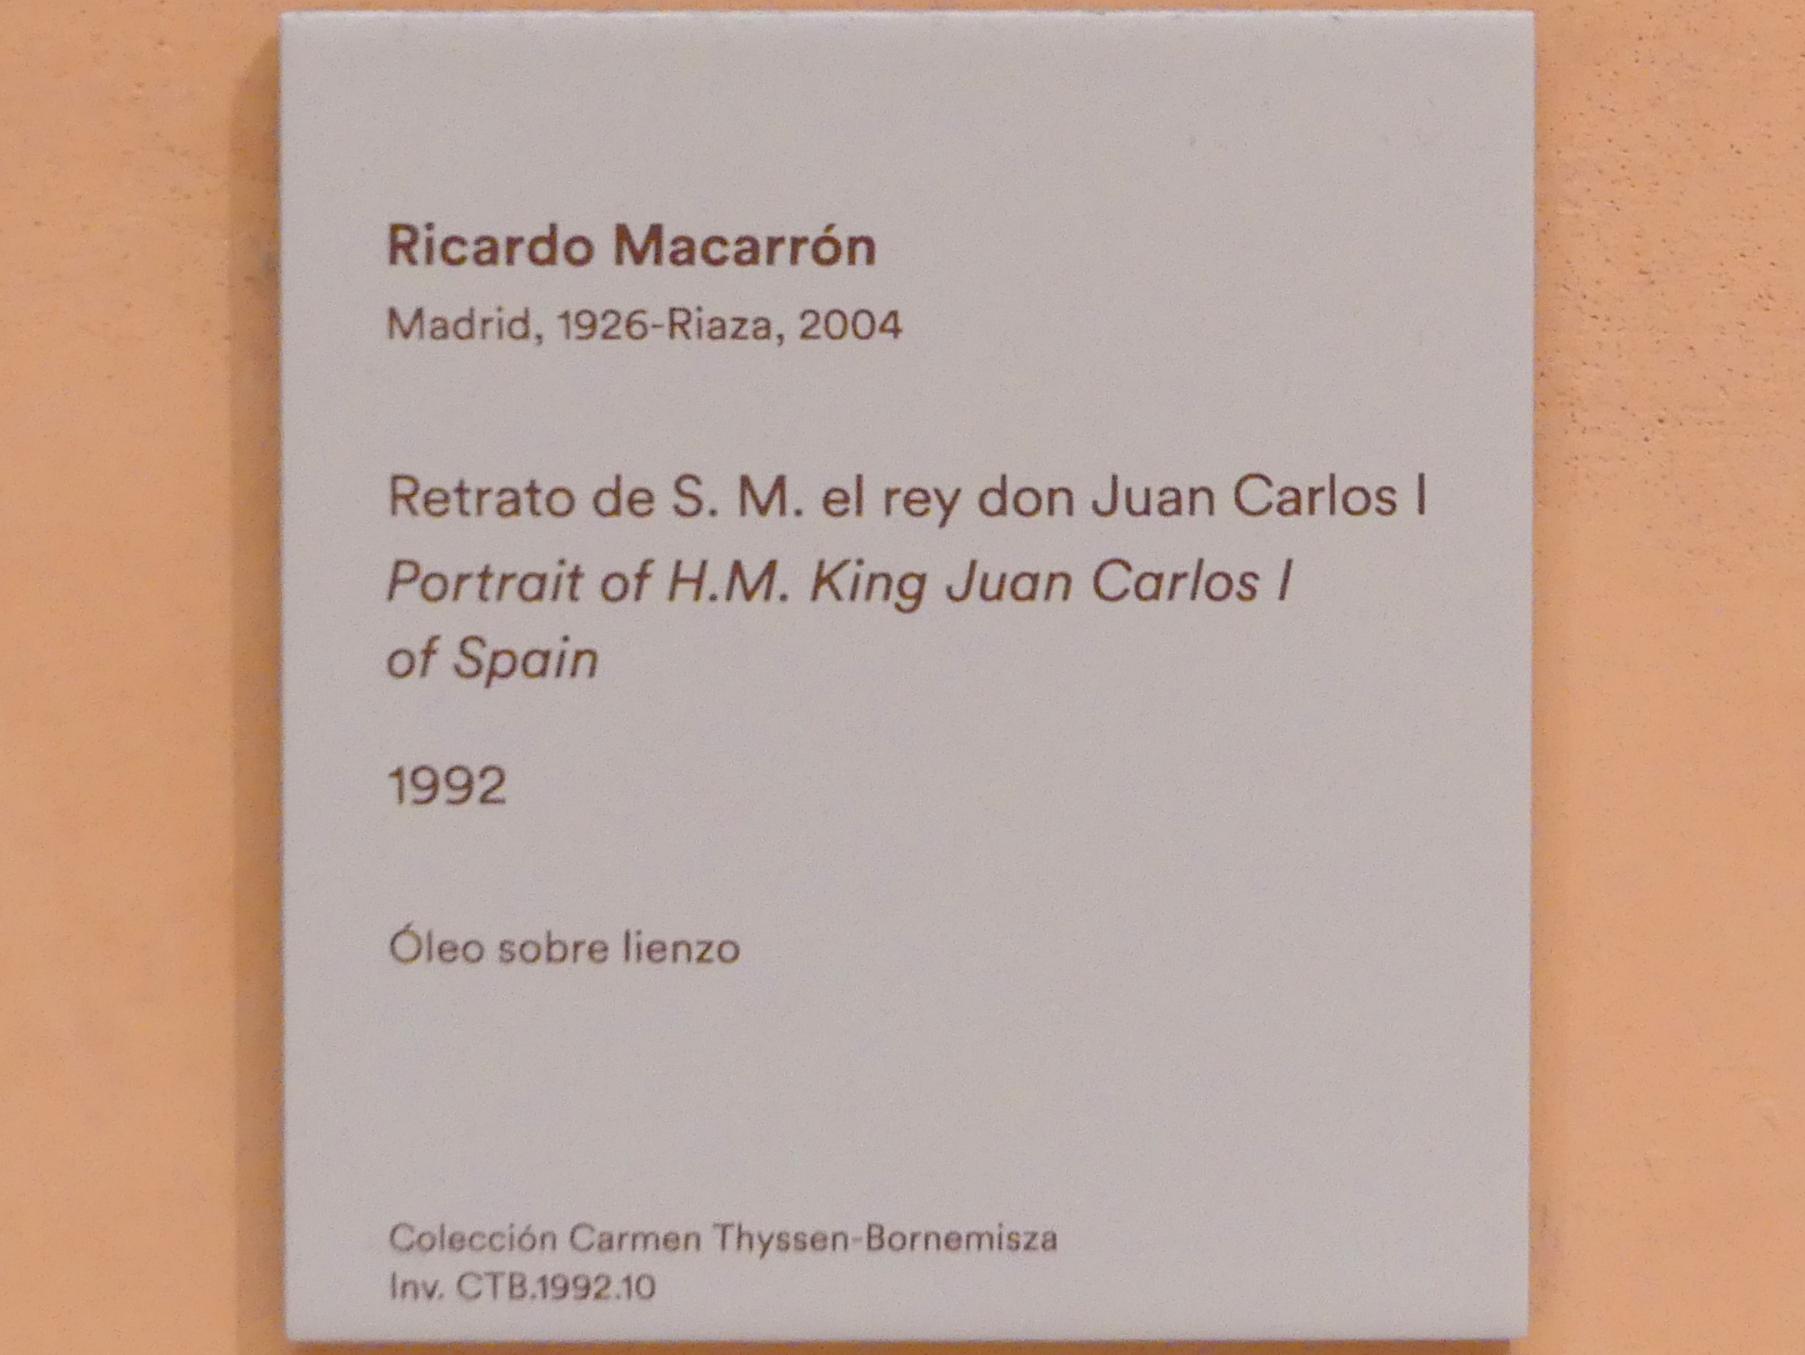 Ricardo Macarrón
Madrid, 1926-Riaza, 2004
Retrato de S. M. el rey don Juan Carlos I
Portrait of H.M. King Juan Carlos I
of Spain
1992
Óleo sobre lienzo
Colección Carmen Thyssen-Bornemisza
Inv. CTB.1992.10